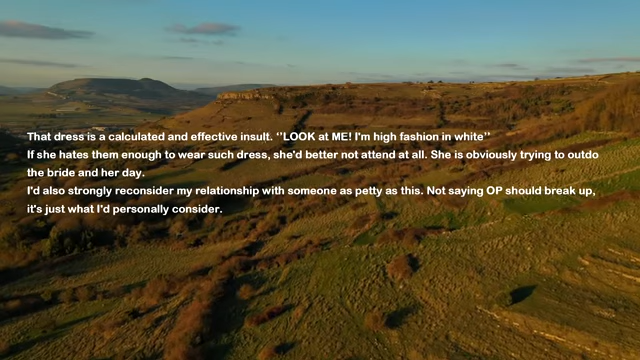 That dress is a calculated and effective insult. ‘’LOOK at ME! I'm high fashion in white’’
If she hates them enough to wear such dress, she'd better not attend at all. She is obviously trying to outdo
the bride and her day.
I'd also strongly reconsider my relationship with someone as petty as this. Not saying OP should break up,
it's just what I'd personally consider.